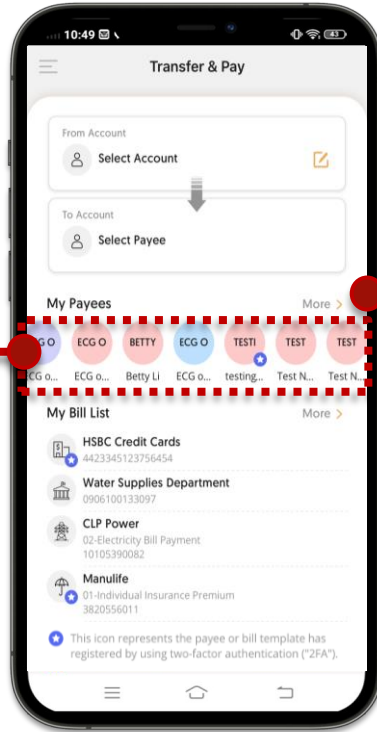 10:49 43
Transfer & Pay
From Account
Select Account
To Account
Select Payee
My Payees More >
CG O ECG O BETTY ECG O TESTI TEST TEST
ECG o... ECG o... Betty Li ECG o... testing... Test N... Test N...
My Bill List More >
HSBC Credit Cards
4423345123756454
Water Supplies Department
0906100133097
CLP Power
02-Electricity Bill Payment
10105390082
Manulife
01-Individual Insurance Premium
3820556011
This icon represents the payee or bill template has
registered by using two-factor authentication ("2FA").